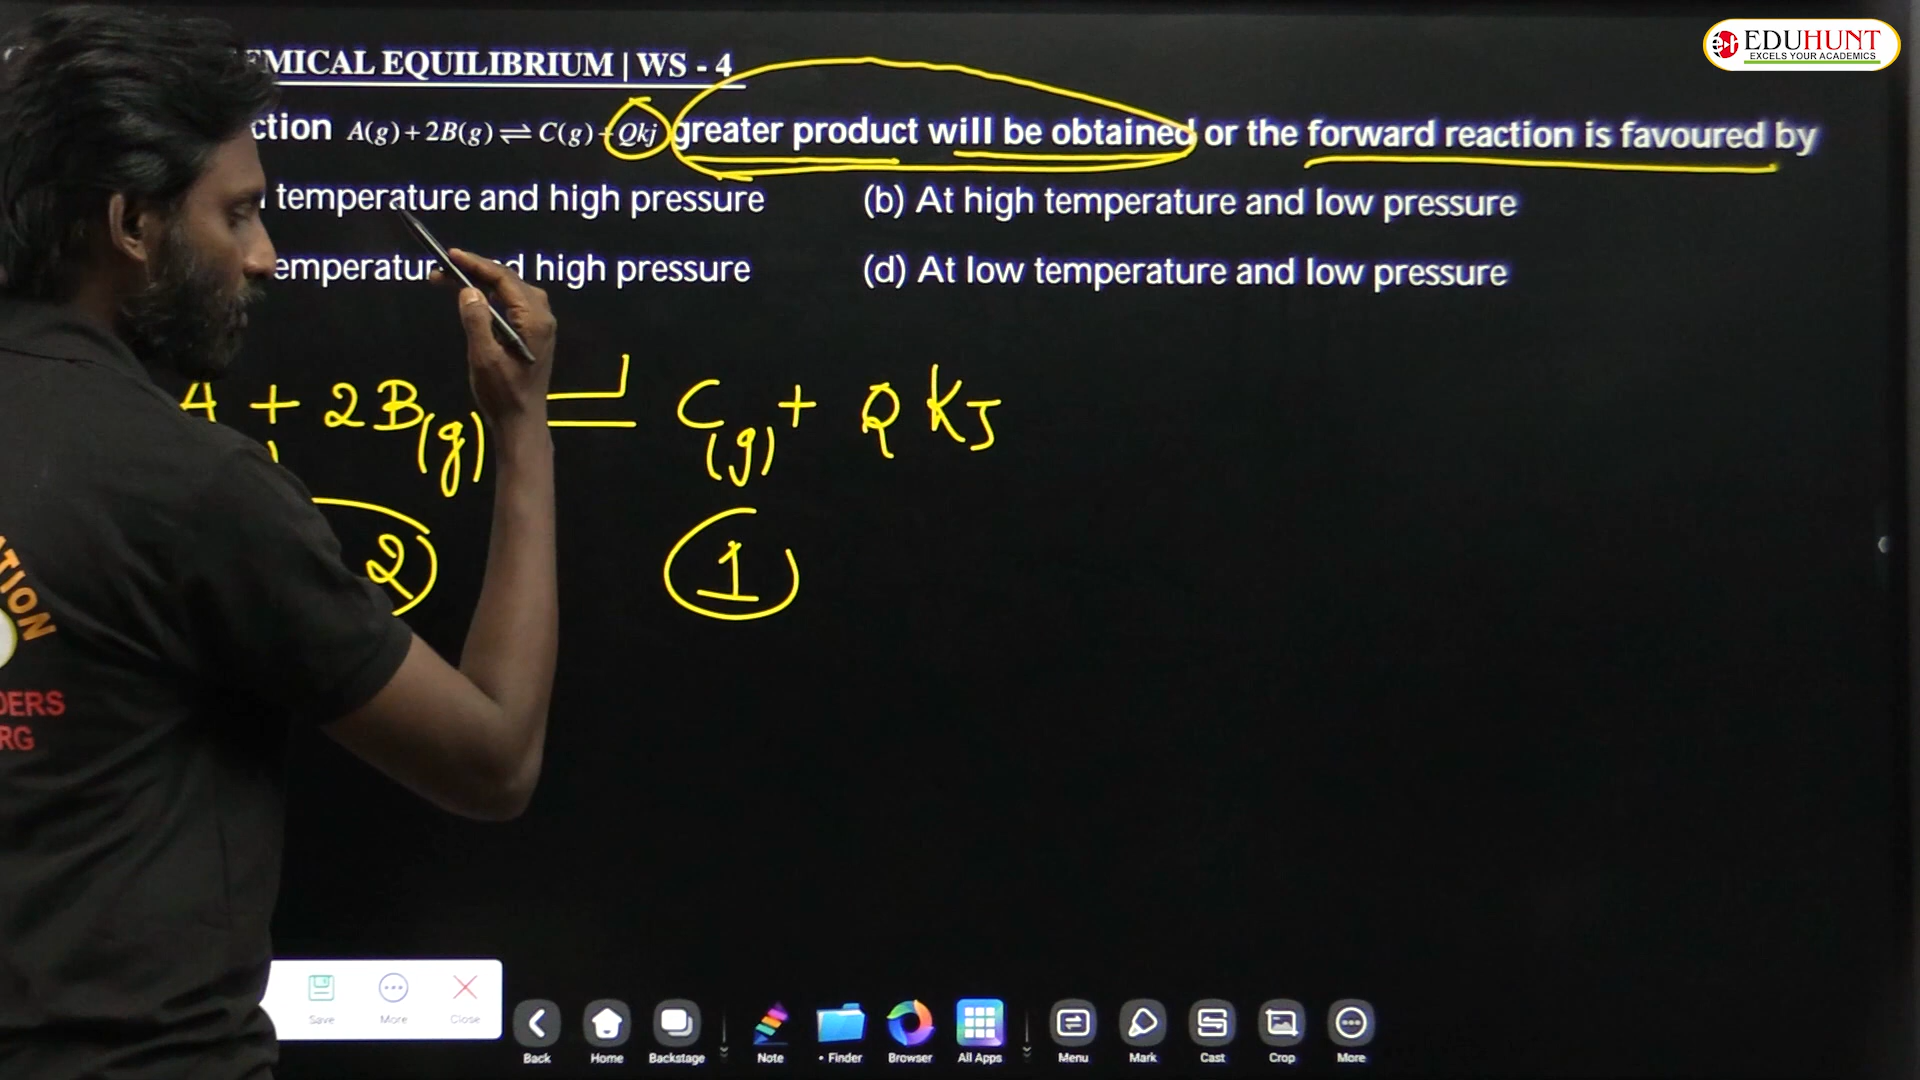 EDUHUNT
EXCELS YOUR ACADEMICS
EMICAL EQUILIBRIUM | WS - 4
ction A(g)+2B(g)⇌C(g)+Qkj greater product will be obtained or the forward reaction is favoured by
temperature and high pressure (b) At high temperature and low pressure
high pressure (d) At low temperature and low pressure
A + 2B(g) ⇌ C(g) + Q KJ
2 1
TION
DERS
RG
Save More Close
Back Home Backstage Note • Finder Browser All Apps Menu Mark Cast Crop More